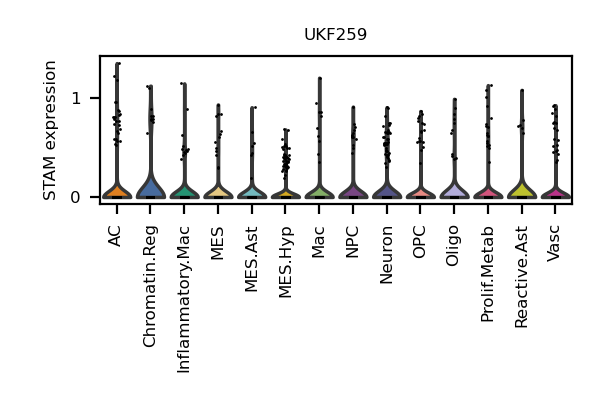 UKF259
STAM expression
1
0
AC
Chromatin.Reg
Inflammatory.Mac
MES
MES.Ast
MES.Hyp
Mac
NPC
Neuron
OPC
Oligo
Prolif.Metab
Reactive.Ast
Vasc